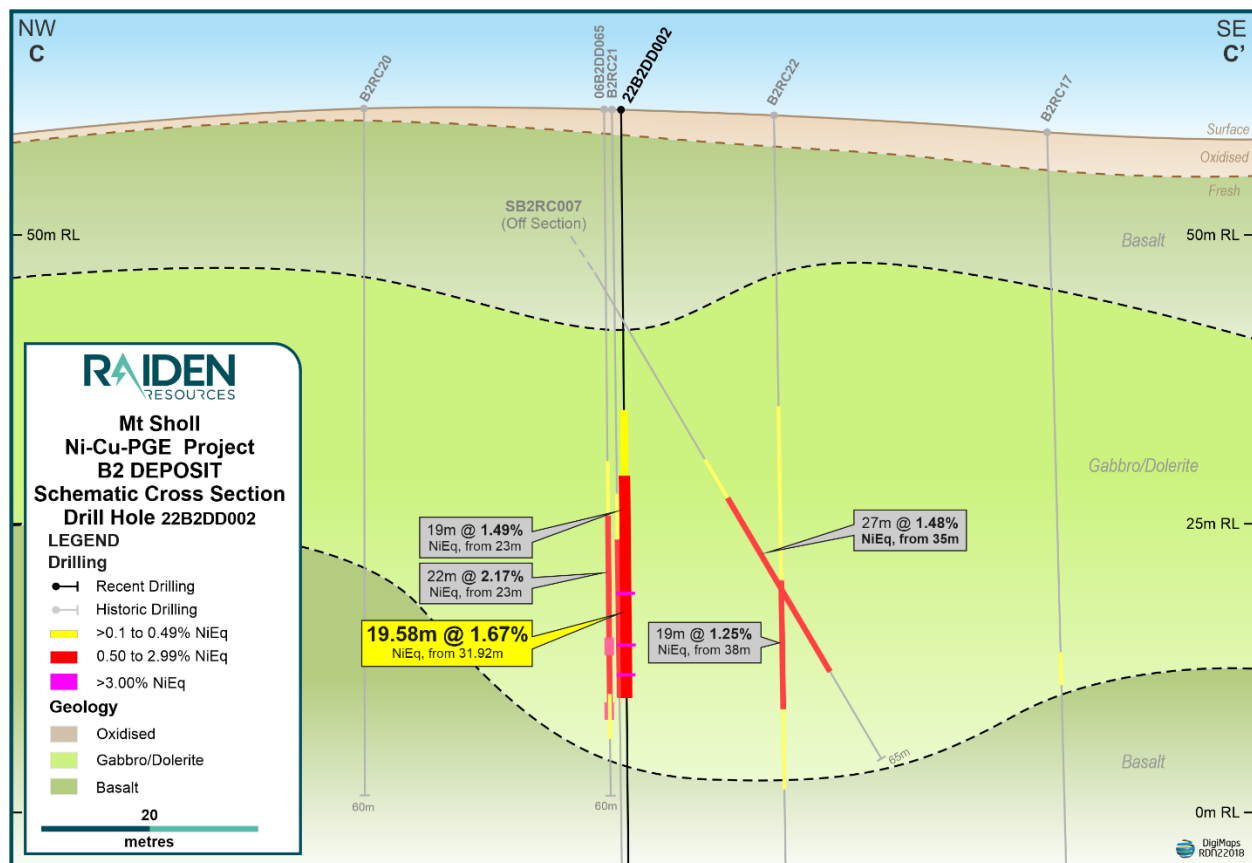 NW
C
SE
C'
B2RC20
06B2DD065
B2RC21
22B2DD002
B2RC22
B2RC17
Surface
Oxidised
Fresh
SB2RC007
(Off Section)
50m RL
50m RL
Basalt
RAIDEN
RESOURCES
Mt Sholl
Ni-Cu-PGE Project
B2 DEPOSIT
Schematic Cross Section
Drill Hole 22B2DD002
LEGEND
Drilling
Recent Drilling
Historic Drilling
>0.1 to 0.49% NiEq
0.50 to 2.99% NiEq
>3.00% NiEq
Geology
Oxidised
Gabbro/Dolerite
Basalt
20
metres
Gabbro/Dolerite
25m RL
19m @ 1.49%
NiEq, from 23m
22m @ 2.17%
NiEq, from 23m
19.58m @ 1.67%
NiEq, from 31.92m
27m @ 1.48%
NiEq, from 35m
19m @ 1.25%
NiEq, from 38m
65m
Basalt
60m
60m
0m RL
DigiMaps
RDN22018